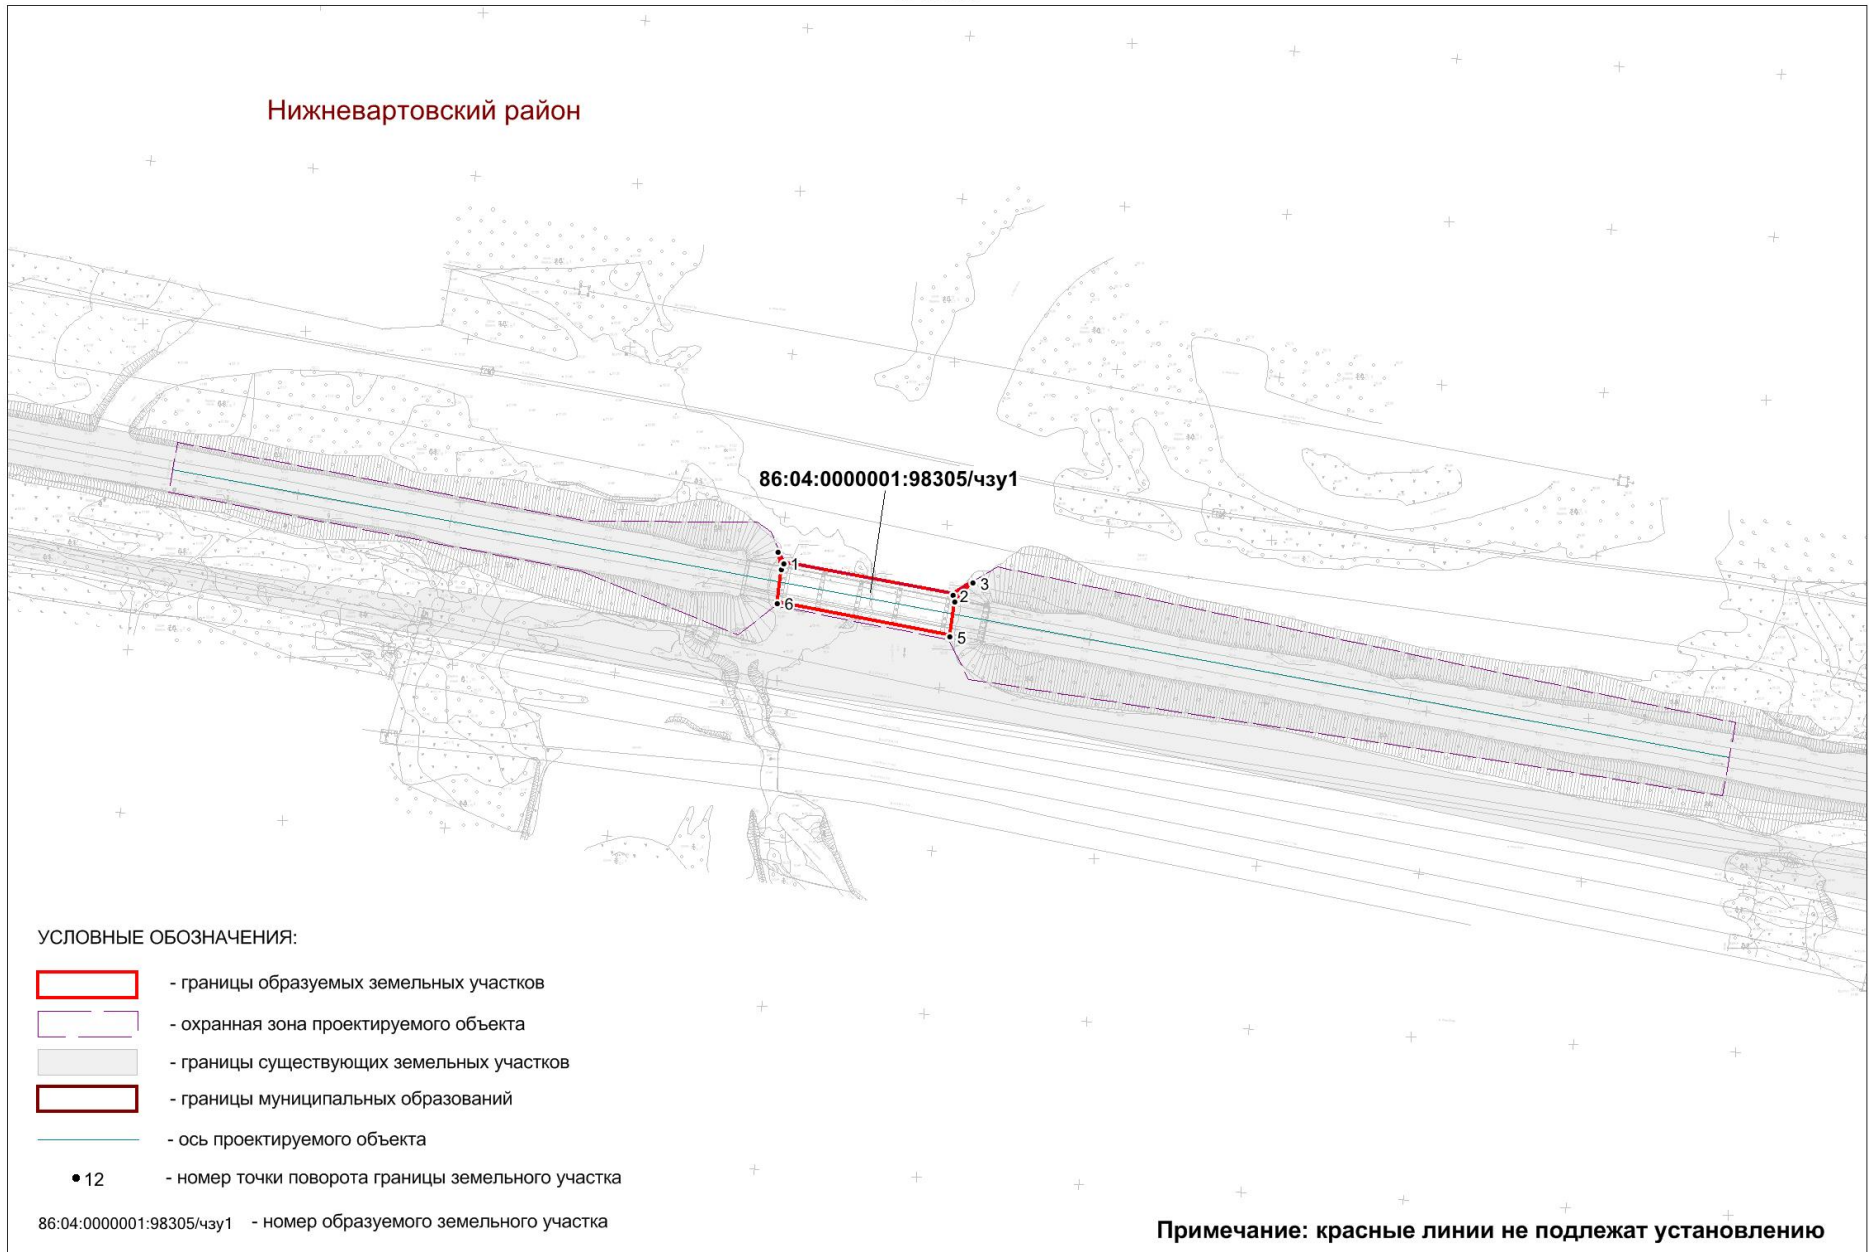 Нижневартовский район
86:04:0000001:98305/чзу1
1
2
3
6
5
УСЛОВНЫЕ ОБОЗНАЧЕНИЯ:
- границы образуемых земельных участков
- охранная зона проектируемого объекта
- границы существующих земельных участков
- границы муниципальных образований
- ось проектируемого объекта
12 - номер точки поворота границы земельного участка
86:04:0000001:98305/чзу1 - номер образуемого земельного участка
Примечание: красные линии не подлежат установлению